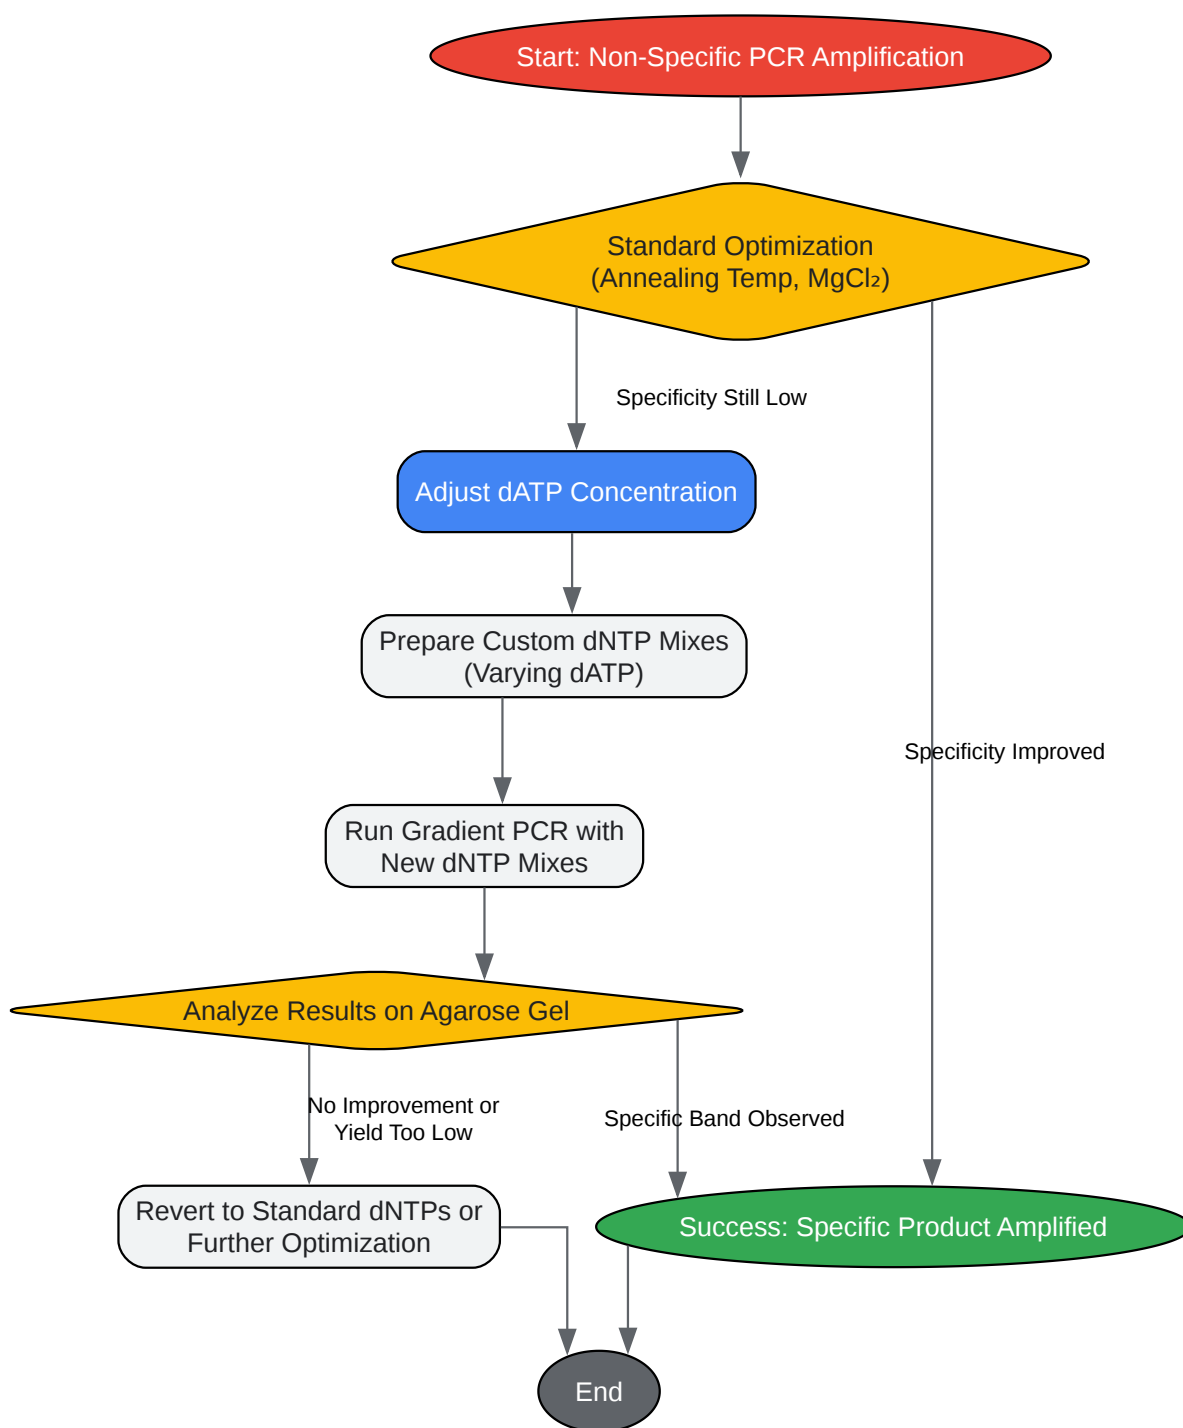 Start: Non-Specific PCR Amplification
Standard Optimization
(Annealing Temp, MgCl₂)
Specificity Still Low
Adjust dATP Concentration
Prepare Custom dNTP Mixes
(Varying dATP)
Specificity Improved
Run Gradient PCR with
New dNTP Mixes
Analyze Results on Agarose Gel
No Improvement or
Yield Too Low
Specific Band Observed
Revert to Standard dNTPs or
Further Optimization
Success: Specific Product Amplified
End